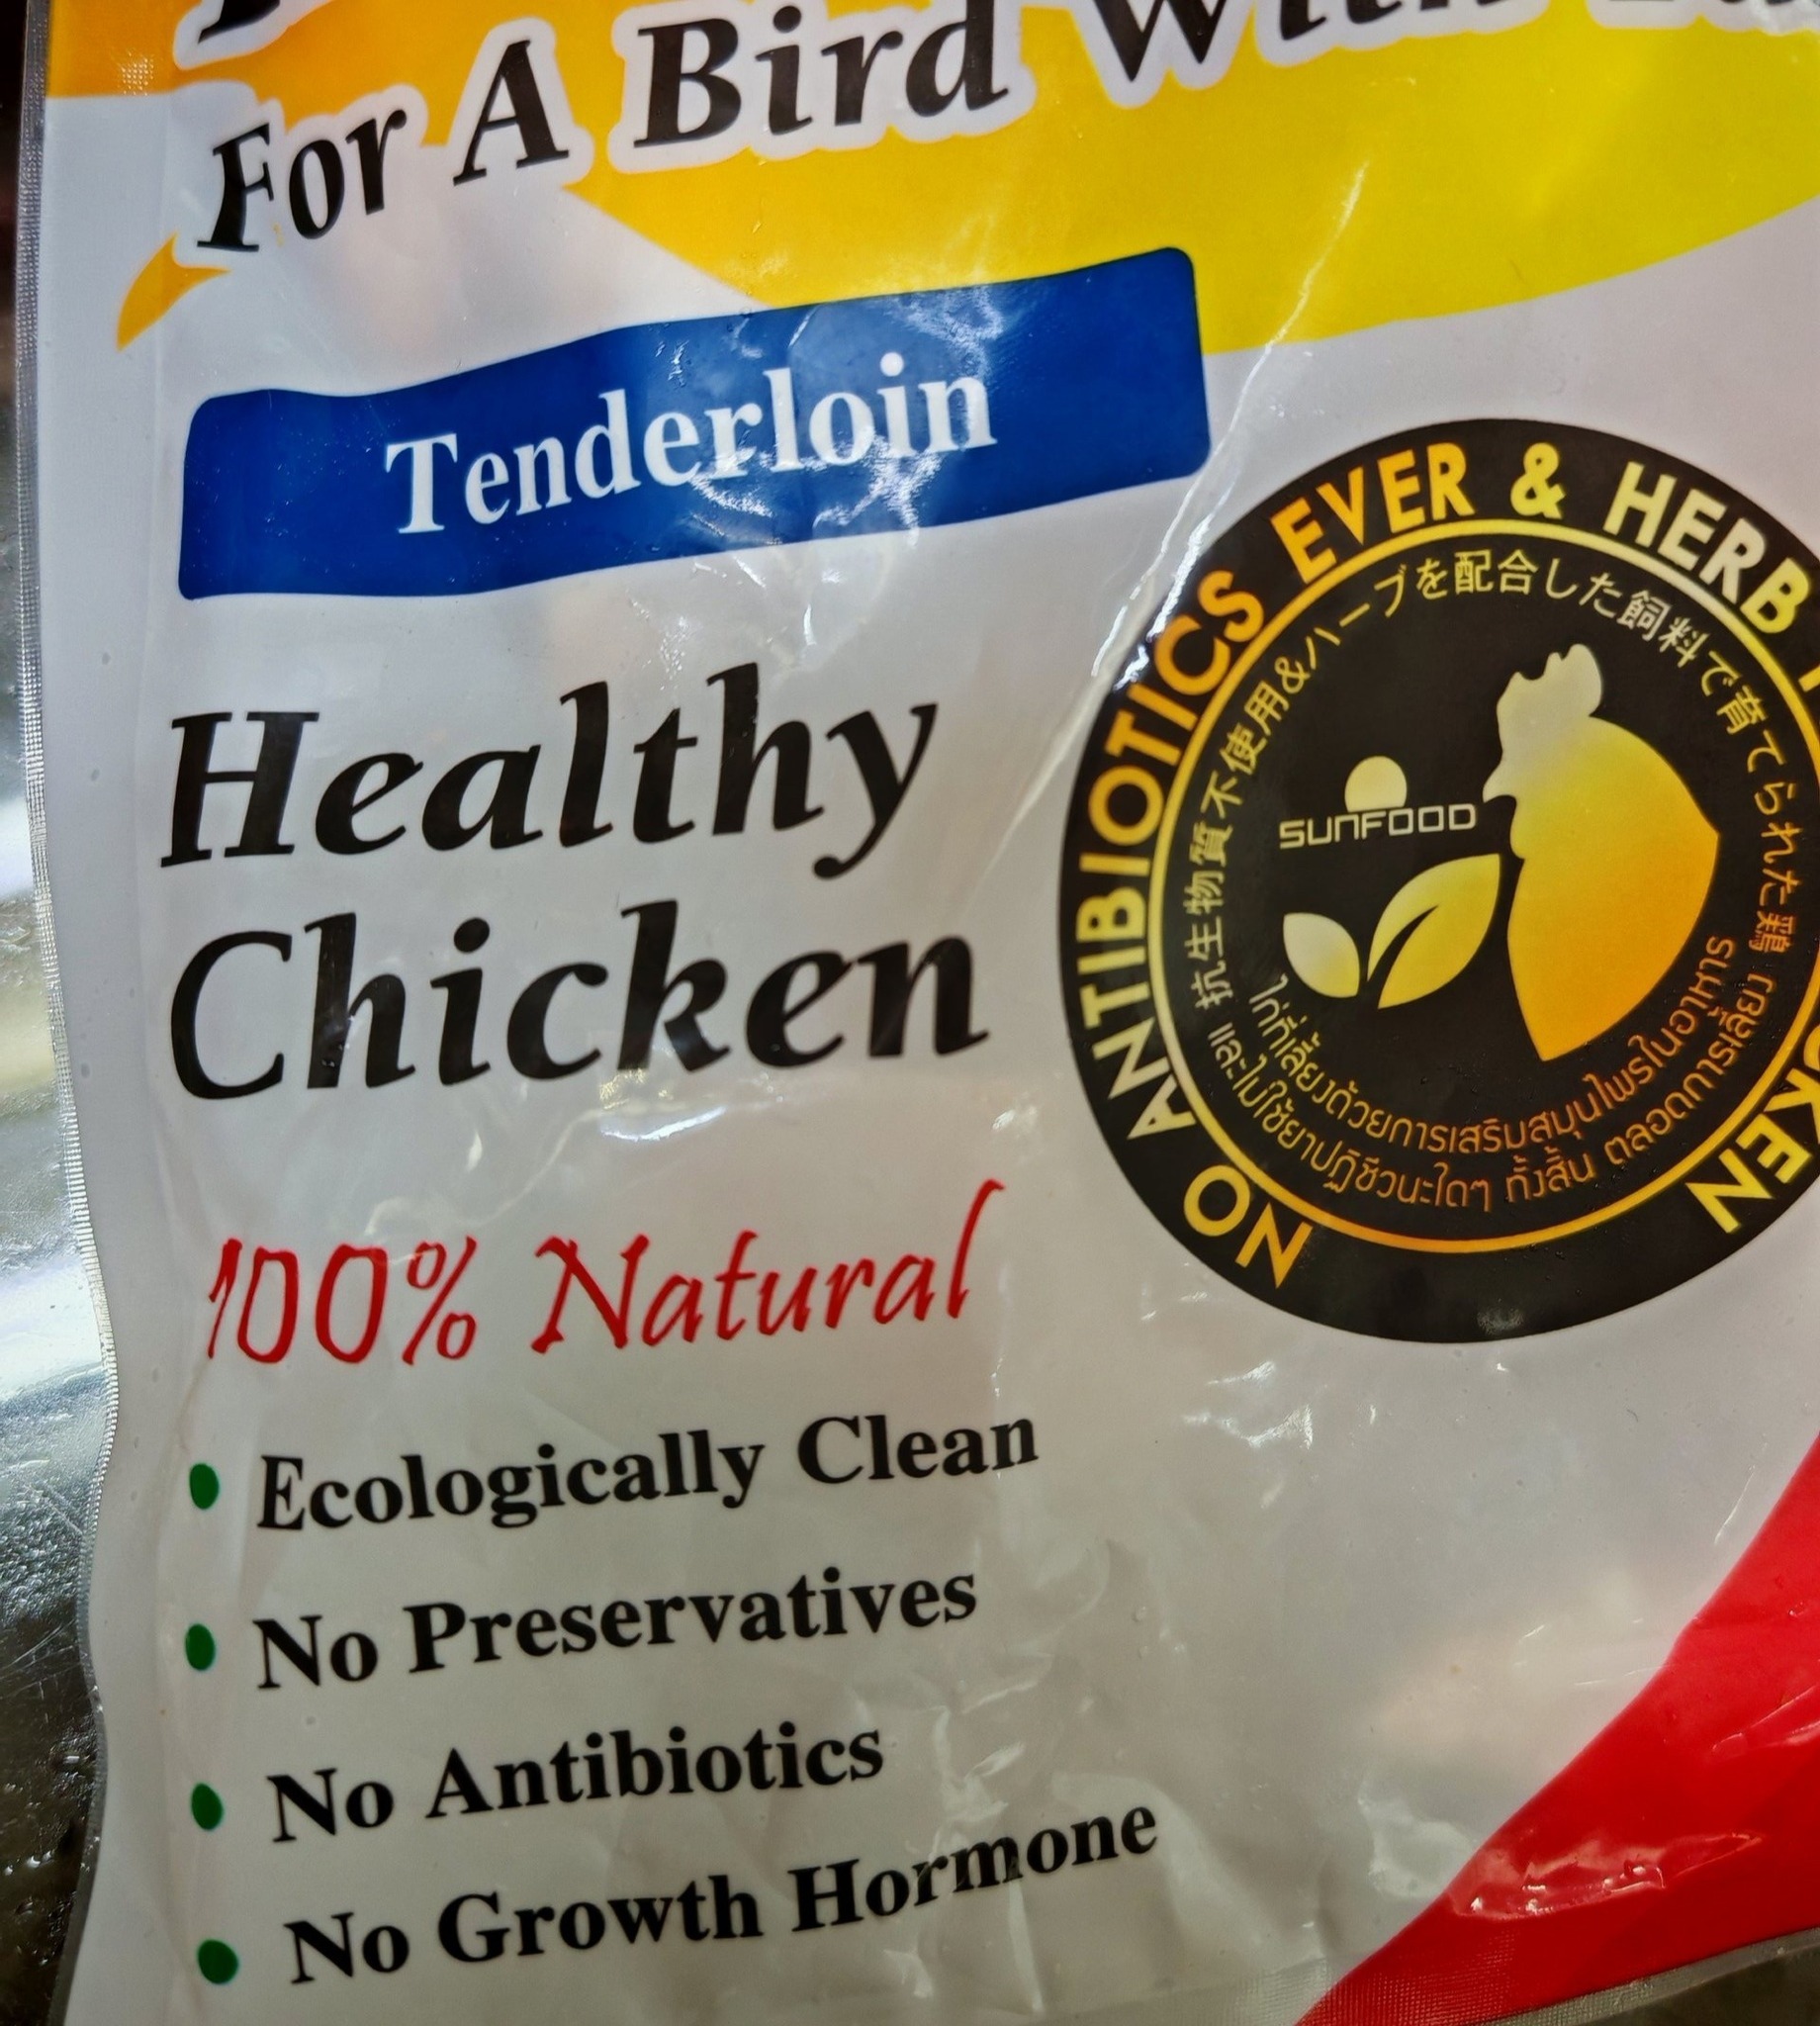 For A Bird With
Tenderloin
Healthy
Chicken
100% Natural
• Ecologically Clean
• No Preservatives
• No Antibiotics
• No Growth Hormone
NO ANTIBIOTICS EVER & HERB
抗生物質不使用&ハーブを配合した飼料で育てられた鶏
SUNFOOD
ไก่ที่เลี้ยงด้วยการเสริมสมุนไพรในอาหาร
และไม่ใช้ยาปฏิชีวนะใดๆ ทั้งสิ้น ตลอดการเลี้ยง